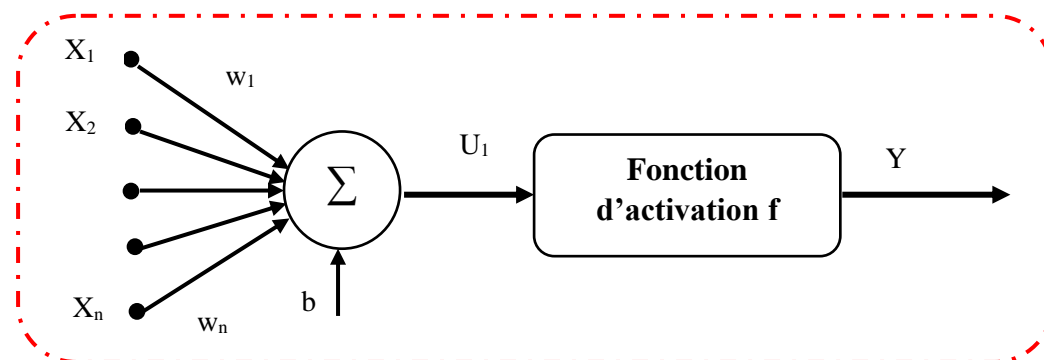 X₁
w₁
X₂
∑
U₁
Fonction
d’activation f
Y
Xₙ
wₙ
b